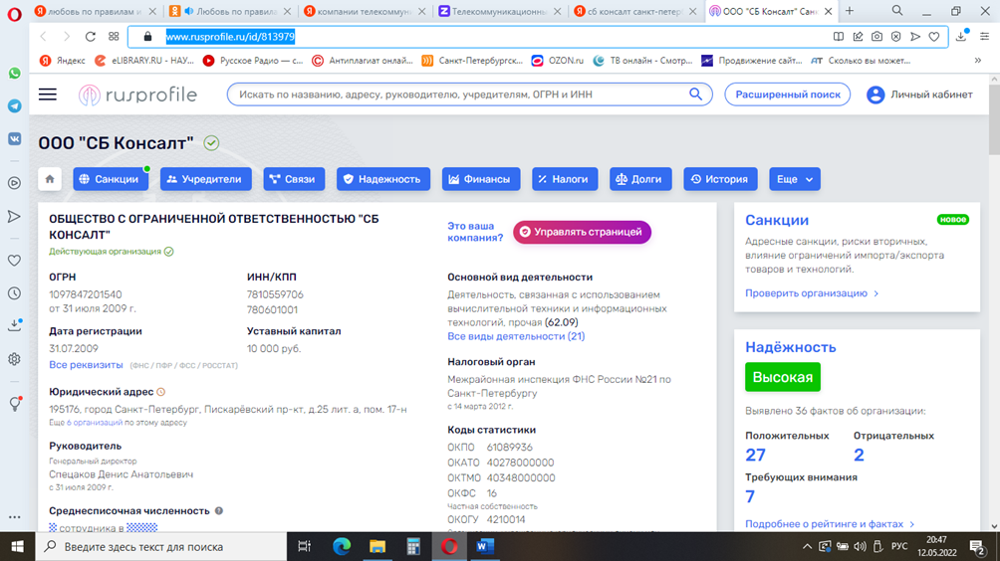 любовь по правилам и
Любовь по правила
компании телекоммуни
Телекоммуникационны
сб консалт санкт-петерб
ООО "СБ Консалт" Санк
www.rusprofile.ru/id/813979
Яндекс
eLIBRARY.RU - НАУ...
Русское Радио — с...
Антиплагиат онлай...
Санкт-Петербургск...
OZON.ru
ТВ онлайн - Смотр...
Продвижение сайт...
Сколько вы может...
rusprofile
Искать по названию, адресу, руководителю, учредителям, ОГРН и ИНН
Расширенный поиск
Личный кабинет
ООО "СБ Консалт"
Санкции
Учредители
Связи
Надежность
Финансы
Налоги
Долги
История
Еще
ОБЩЕСТВО С ОГРАНИЧЕННОЙ ОТВЕТСТВЕННОСТЬЮ "СБ
КОНСАЛТ"
Действующая организация
ОГРН
1097847201540
от 31 июля 2009 г.
ИНН/КПП
7810559706
780601001
Дата регистрации
31.07.2009
Уставный капитал
10 000 руб.
Все реквизиты (ФНС / ПФР / ФСС / РОССТАТ)
Юридический адрес
195176, город Санкт-Петербург, Пискарёвский пр-кт, д.25 лит. а, пом. 17-н
Еще 6 организаций по этому адресу
Руководитель
Генеральный директор
Спецаков Денис Анатольевич
с 31 июля 2009 г.
Среднесписочная численность
сотрудника в
Это ваша
компания?
Управлять страницей
Основной вид деятельности
Деятельность, связанная с использованием
вычислительной техники и информационных
технологий, прочая (62.09)
Все виды деятельности (21)
Налоговый орган
Межрайонная инспекция ФНС России №21 по
Санкт-Петербургу
с 14 марта 2012 г.
Коды статистики
ОКПО 61089936
ОКАТО 40278000000
ОКТМО 40348000000
ОКФС 16
Частная собственность
ОКОГУ 4210014
Санкции
новое
Адресные санкции, риски вторичных,
влияние ограничений импорта/экспорта
товаров и технологий.
Проверить организацию
Надёжность
Высокая
Выявлено 36 фактов об организации:
Положительных
27
Отрицательных
2
Требующих внимания
7
Подробнее о рейтинге и фактах
Введите здесь текст для поиска
РУС
20:47
12.05.2022
2